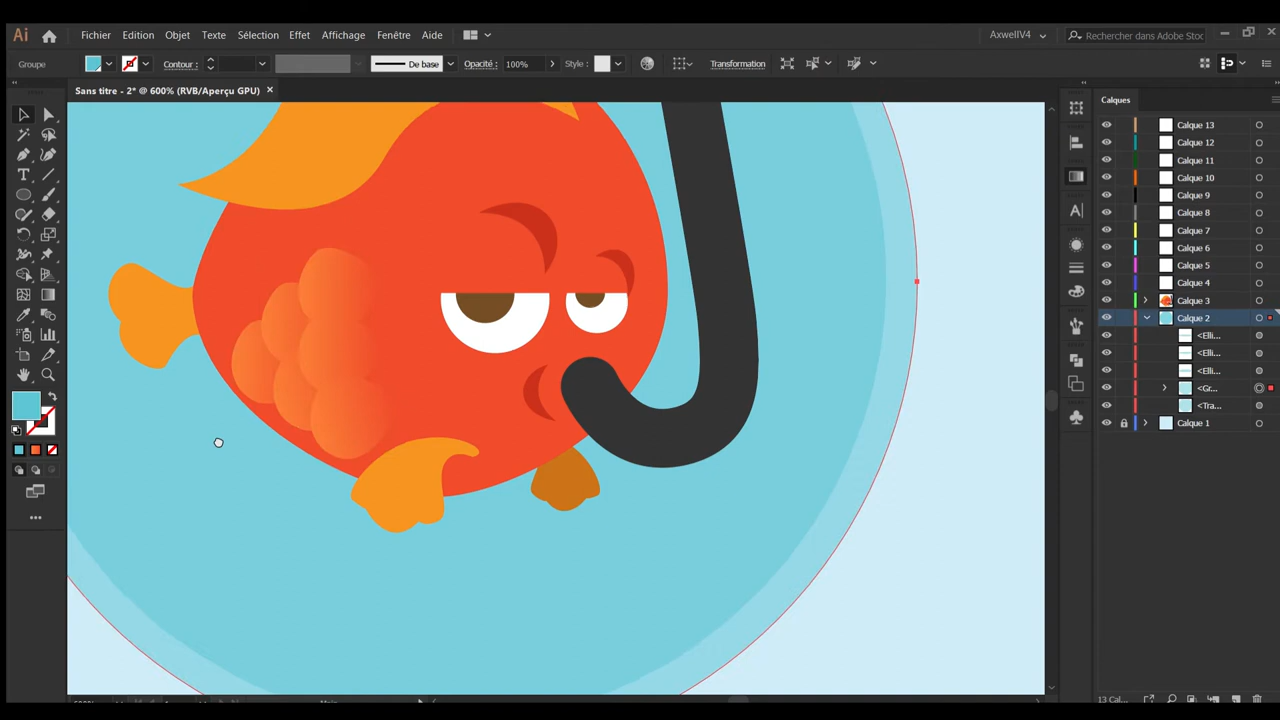 Ai Fichier Edition Objet Texte Sélection Effet Affichage Fenêtre Aide AxwellV4 Rechercher dans Adobe Stoc
Groupe Contour : De base Opacité : 100% Style : Transformation
Sans titre - 2* @ 600% (RVB/Aperçu GPU)
Calques
Calque 13
Calque 12
Calque 11
Calque 10
Calque 9
Calque 8
Calque 7
Calque 6
Calque 5
Calque 4
Calque 3
Calque 2
<Elli...
<Elli...
<Elli...
<Gr...
<Tra...
Calque 1
Main
13 Cal...